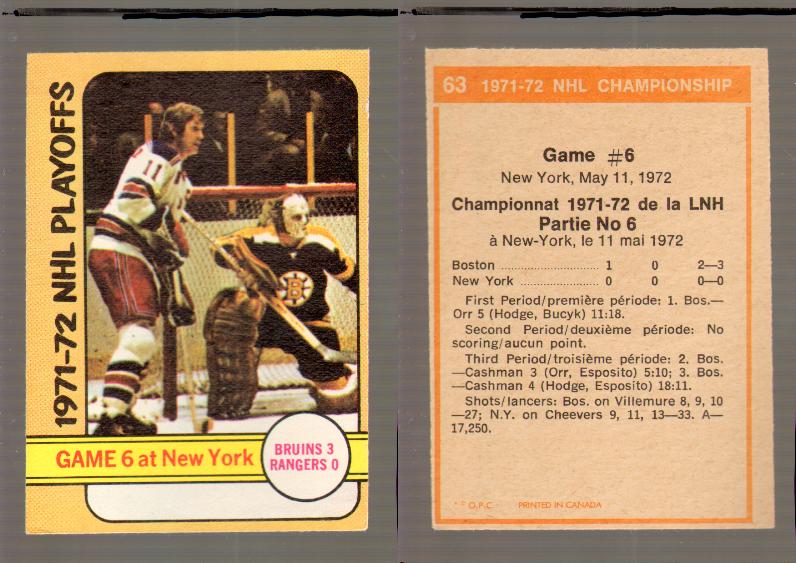 1971-72 NHL PLAYOFFS
11
B
GAME 6 at New York
BRUINS 3
RANGERS 0
63 1971-72 NHL CHAMPIONSHIP
Game #6
New York, May 11, 1972
Championnat 1971-72 de la LNH
Partie No 6
à New-York, le 11 mai 1972
Boston ........................ 1 0 2—3
New York .................... 0 0 0—0
First Period/première période: 1. Bos.—
Orr 5 (Hodge, Bucyk) 11:18.
Second Period/deuxième période: No
scoring/aucun point.
Third Period/troisième période: 2. Bos.
—Cashman 3 (Orr, Esposito) 5:10; 3. Bos.
—Cashman 4 (Hodge, Esposito) 18:11.
Shots/lancers: Bos. on Villemure 8, 9, 10
—27; N.Y. on Cheevers 9, 11, 13—33. A—
17,250.
* © O.P.C. PRINTED IN CANADA